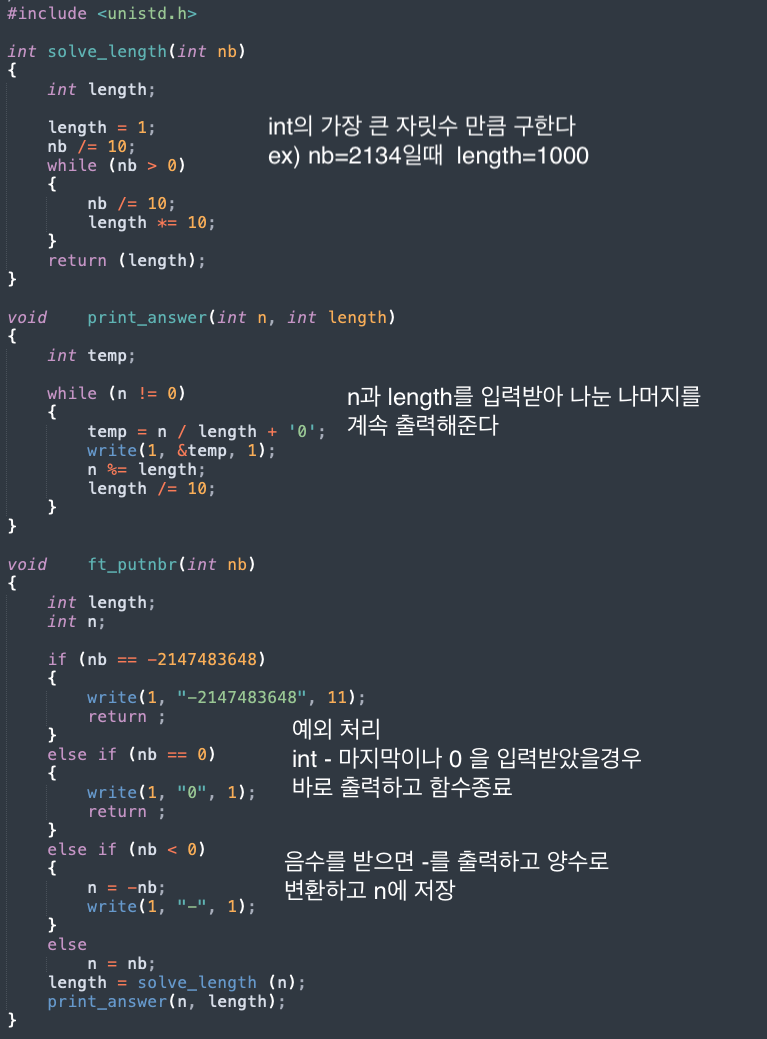 #include <unistd.h>
int solve_length(int nb)
{
int length;
length = 1;
nb /= 10;
while (nb > 0)
{
nb /= 10;
length *= 10;
}
return (length);
}
int의 가장 큰 자릿수 만큼 구한다
ex) nb=2134일때 length=1000
void print_answer(int n, int length)
{
int temp;
while (n != 0)
{
temp = n / length + '0';
write(1, &temp, 1);
n %= length;
length /= 10;
}
}
n과 length를 입력받아 나눈 나머지를
계속 출력해준다
void ft_putnbr(int nb)
{
int length;
int n;
if (nb == -2147483648)
{
write(1, "-2147483648", 11);
return ;
}
else if (nb == 0)
{
write(1, "0", 1);
return ;
}
예외 처리
int - 마지막이나 0 을 입력받았을경우
바로 출력하고 함수종료
else if (nb < 0)
{
n = -nb;
write(1, "-", 1);
}
음수를 받으면 -를 출력하고 양수로
변환하고 n에 저장
else
n = nb;
length = solve_length (n);
print_answer(n, length);
}